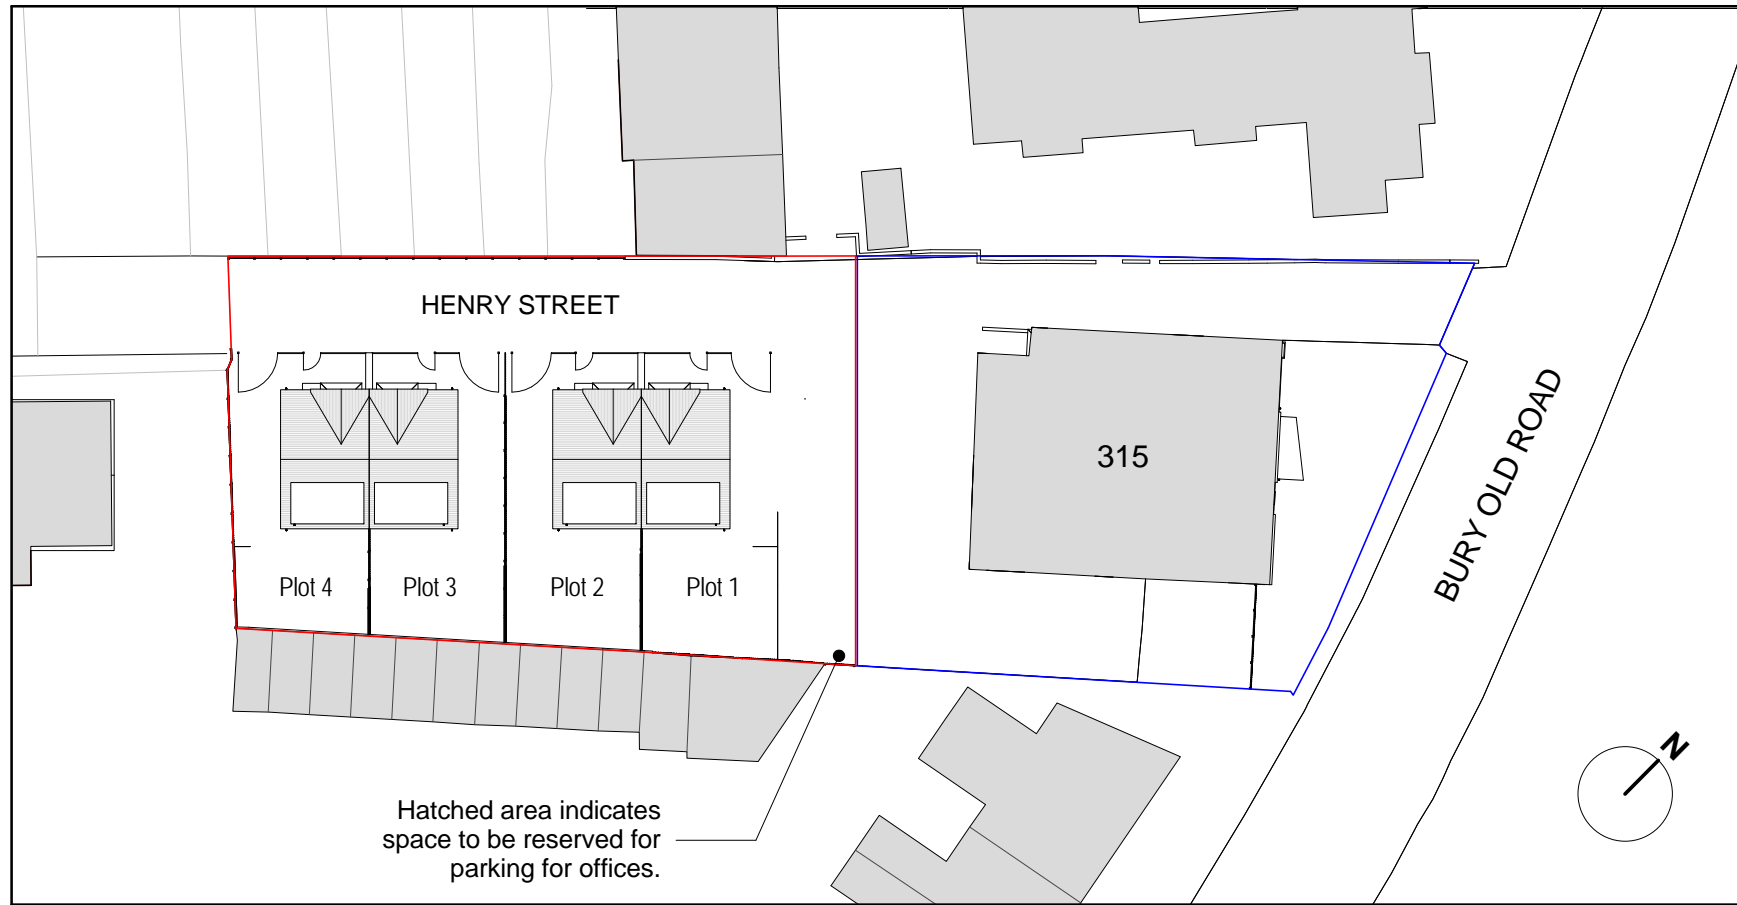 HENRY STREET
315
BURY OLD ROAD
Plot 4
Plot 3
Plot 2
Plot 1
Hatched area indicates
space to be reserved for
parking for offices.
N